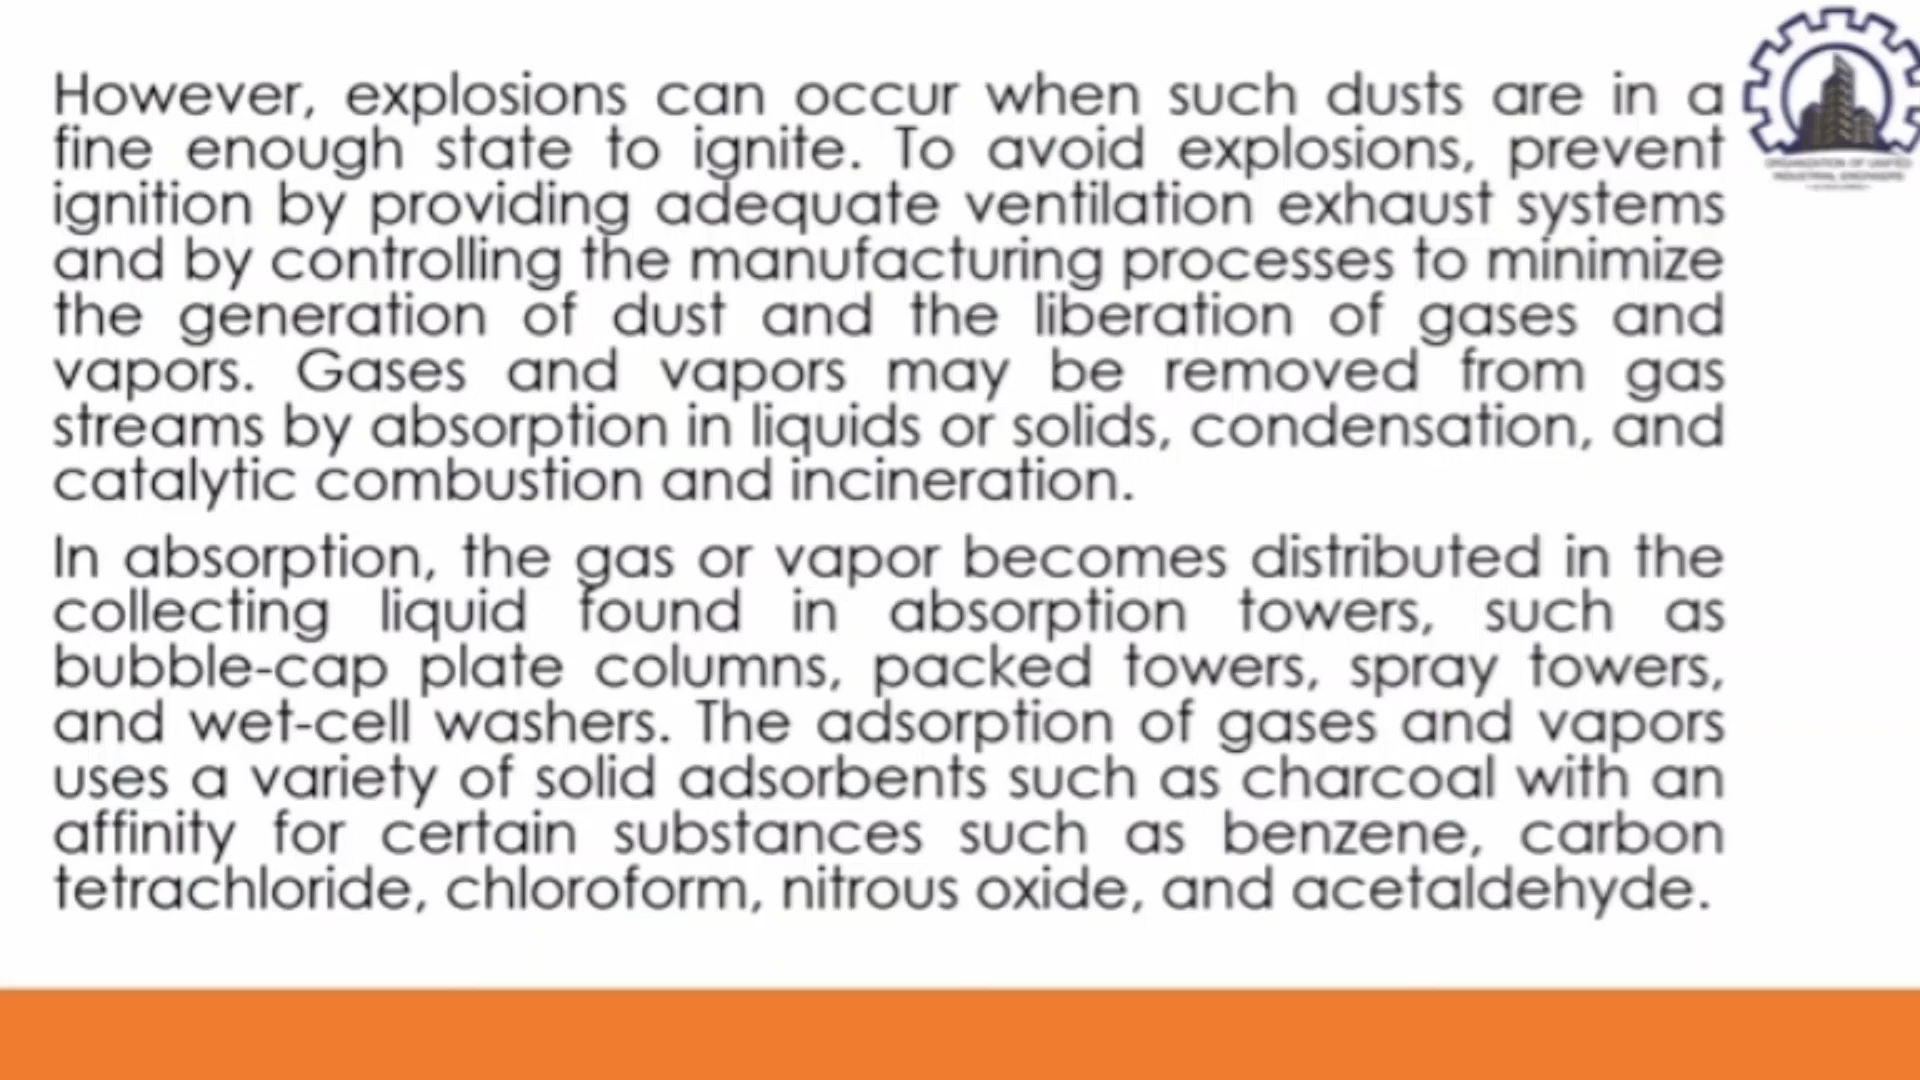 However, explosions can occur when such dusts are in a
fine enough state to ignite. To avoid explosions, prevent
ignition by providing adequate ventilation exhaust systems
and by controlling the manufacturing processes to minimize
the generation of dust and the liberation of gases and
vapors. Gases and vapors may be removed from gas
streams by absorption in liquids or solids, condensation, and
catalytic combustion and incineration.
In absorption, the gas or vapor becomes distributed in the
collecting liquid found in absorption towers, such as
bubble-cap plate columns, packed towers, spray towers,
and wet-cell washers. The adsorption of gases and vapors
uses a variety of solid adsorbents such as charcoal with an
affinity for certain substances such as benzene, carbon
tetrachloride, chloroform, nitrous oxide, and acetaldehyde.
ORGANIZATION OF UNIFIED
INDUSTRIAL ENGINEERS